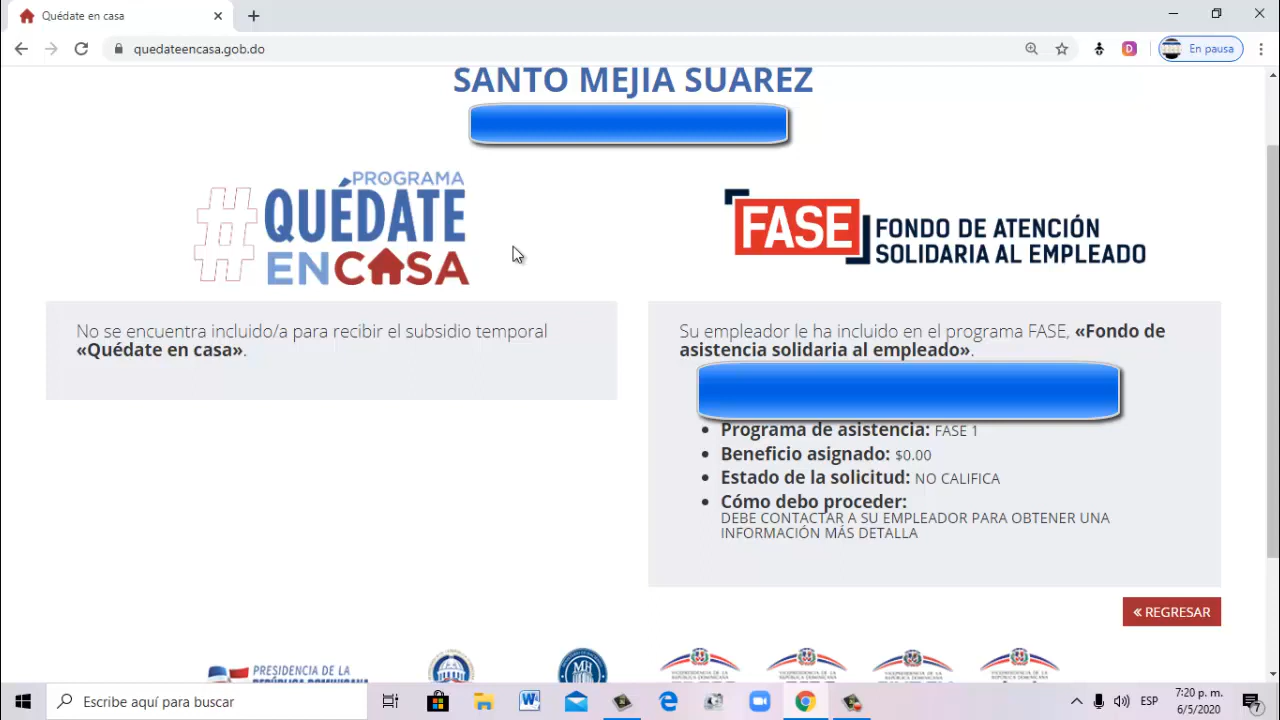 Quédate en casa
quedateencasa.gob.do
En pausa
SANTO MEJIA SUAREZ
PROGRAMA
#QUÉDATE
ENCASA
FASE
FONDO DE ATENCIÓN
SOLIDARIA AL EMPLEADO
No se encuentra incluido/a para recibir el subsidio temporal
«Quédate en casa».
Su empleador le ha incluido en el programa FASE, «Fondo de
asistencia solidaria al empleado».
Programa de asistencia: FASE 1
Beneficio asignado: $0.00
Estado de la solicitud: NO CALIFICA
Cómo debo proceder:
DEBE CONTACTAR A SU EMPLEADOR PARA OBTENER UNA
INFORMACIÓN MÁS DETALLA
« REGRESAR
PRESIDENCIA DE LA
REPÚBLICA DOMINICANA
MH
Escribe aquí para buscar
ESP
7:20 p. m.
6/5/2020
7